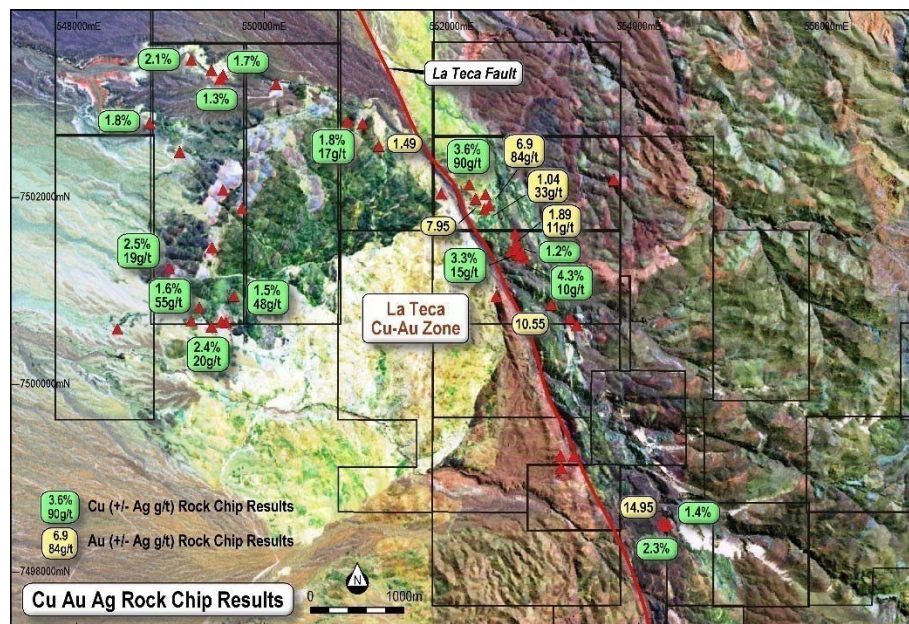 548000mE
550000mE
552000mE
554000mE
556000mE
2.1%
1.7%
1.3%
La Teca Fault
1.8%
1.8%
17g/t
1.49
3.6%
90g/t
6.9
84g/t
1.04
33g/t
7502000mN
7.95
1.89
11g/t
2.5%
19g/t
3.3%
15g/t
1.2%
1.6%
55g/t
1.5%
48g/t
4.3%
10g/t
La Teca
Cu-Au Zone
10.55
2.4%
20g/t
7500000mN
3.6%
90g/t
Cu (+/- Ag g/t) Rock Chip Results
6.9
84g/t
Au (+/- Ag g/t) Rock Chip Results
14.95
1.4%
2.3%
7498000mN
Cu Au Ag Rock Chip Results
N
0
1000m